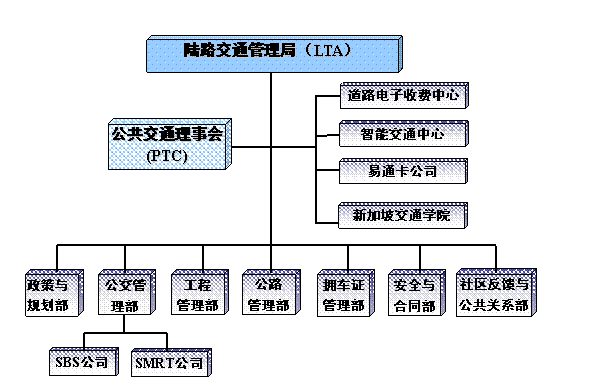 陆路交通管理局（LTA）
道路电子收费中心
公共交通理事会
(PTC)
智能交通中心
易通卡公司
新加坡交通学院
政策与
规划部
公交管
理部
工程
管理部
公路
管理部
拥车证
管理部
安全与
合同部
社区反馈与
公共关系部
SBS公司
SMRT公司